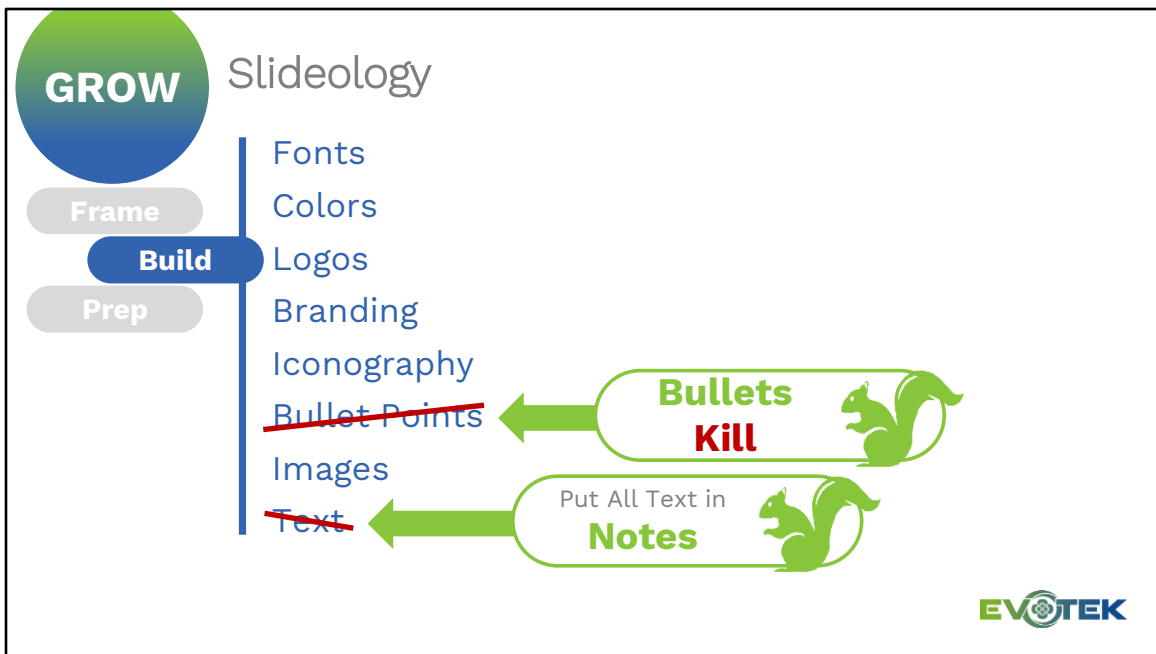 GROW
Slideology
Frame
Build
Prep
Fonts
Colors
Logos
Branding
Iconography
Bullet Points
Images
Text
Bullets
Kill
Put All Text in
Notes
EVOTEK